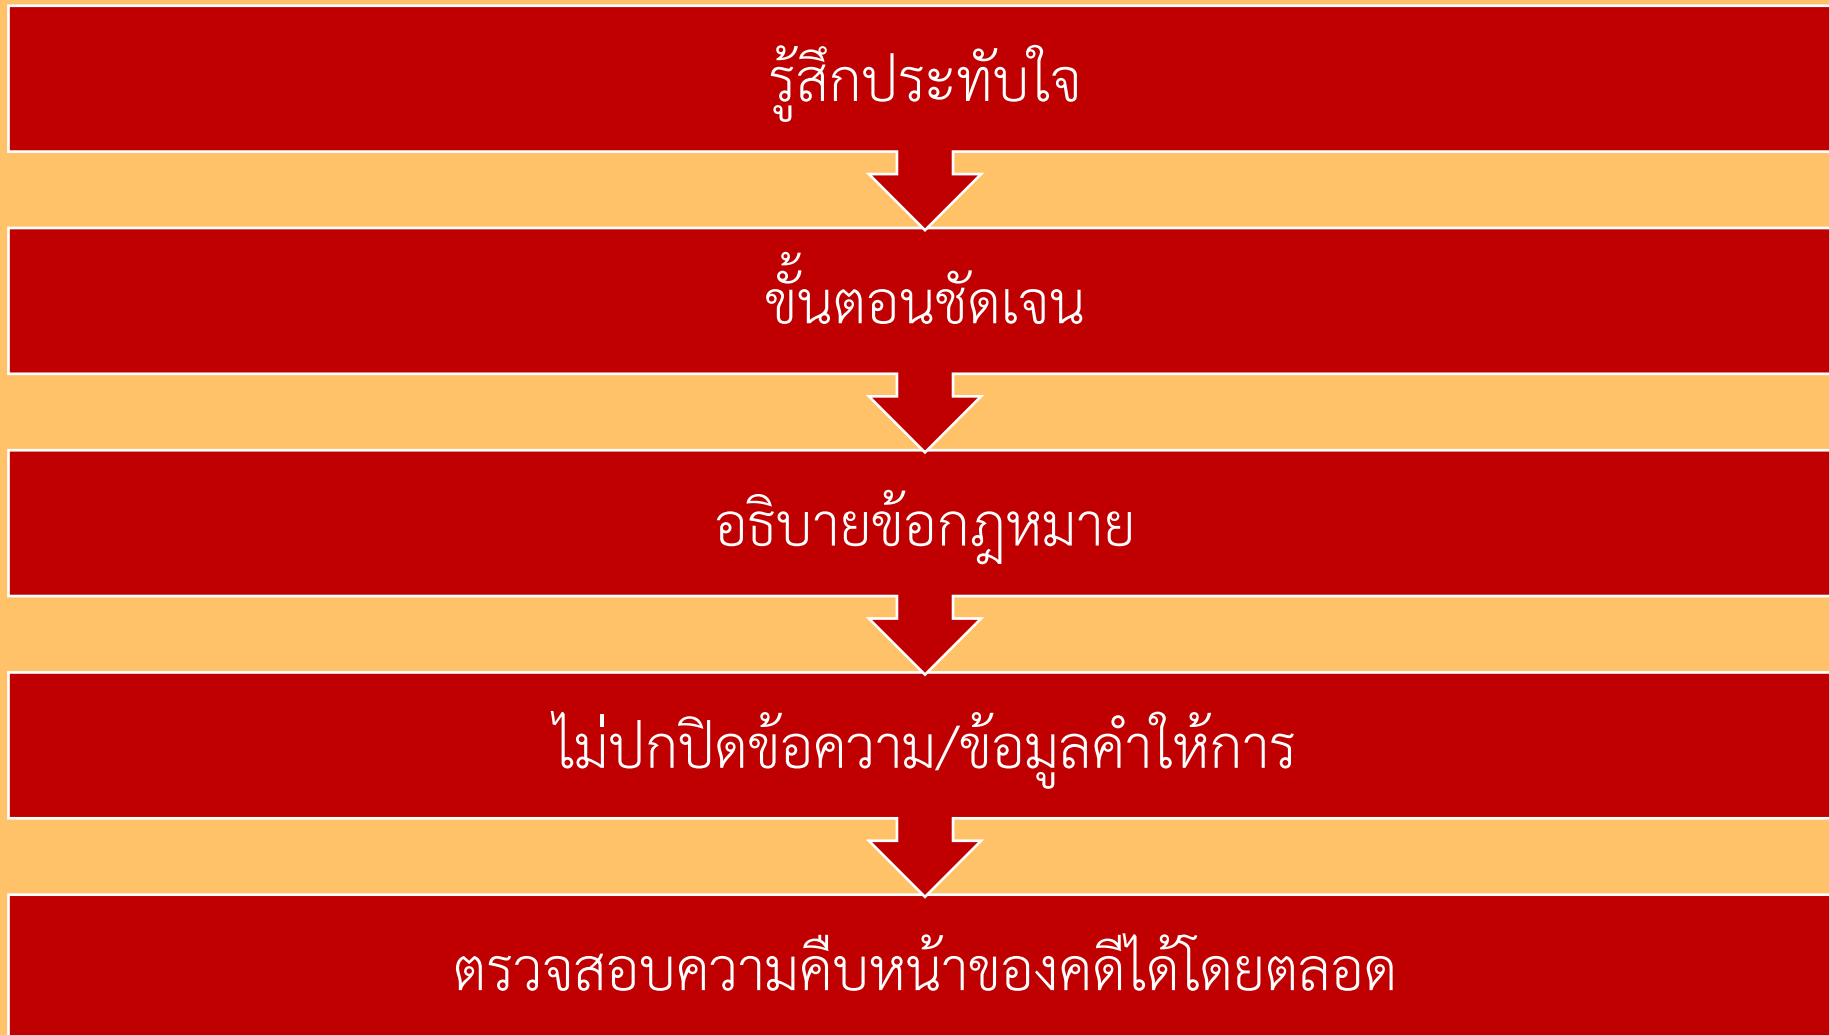 รู้สึกประทับใจ
ขั้นตอนชัดเจน
อธิบายข้อกฎหมาย
ไม่ปกปิดข้อความ/ข้อมูลคำให้การ
ตรวจสอบความคืบหน้าของคดีได้โดยตลอด